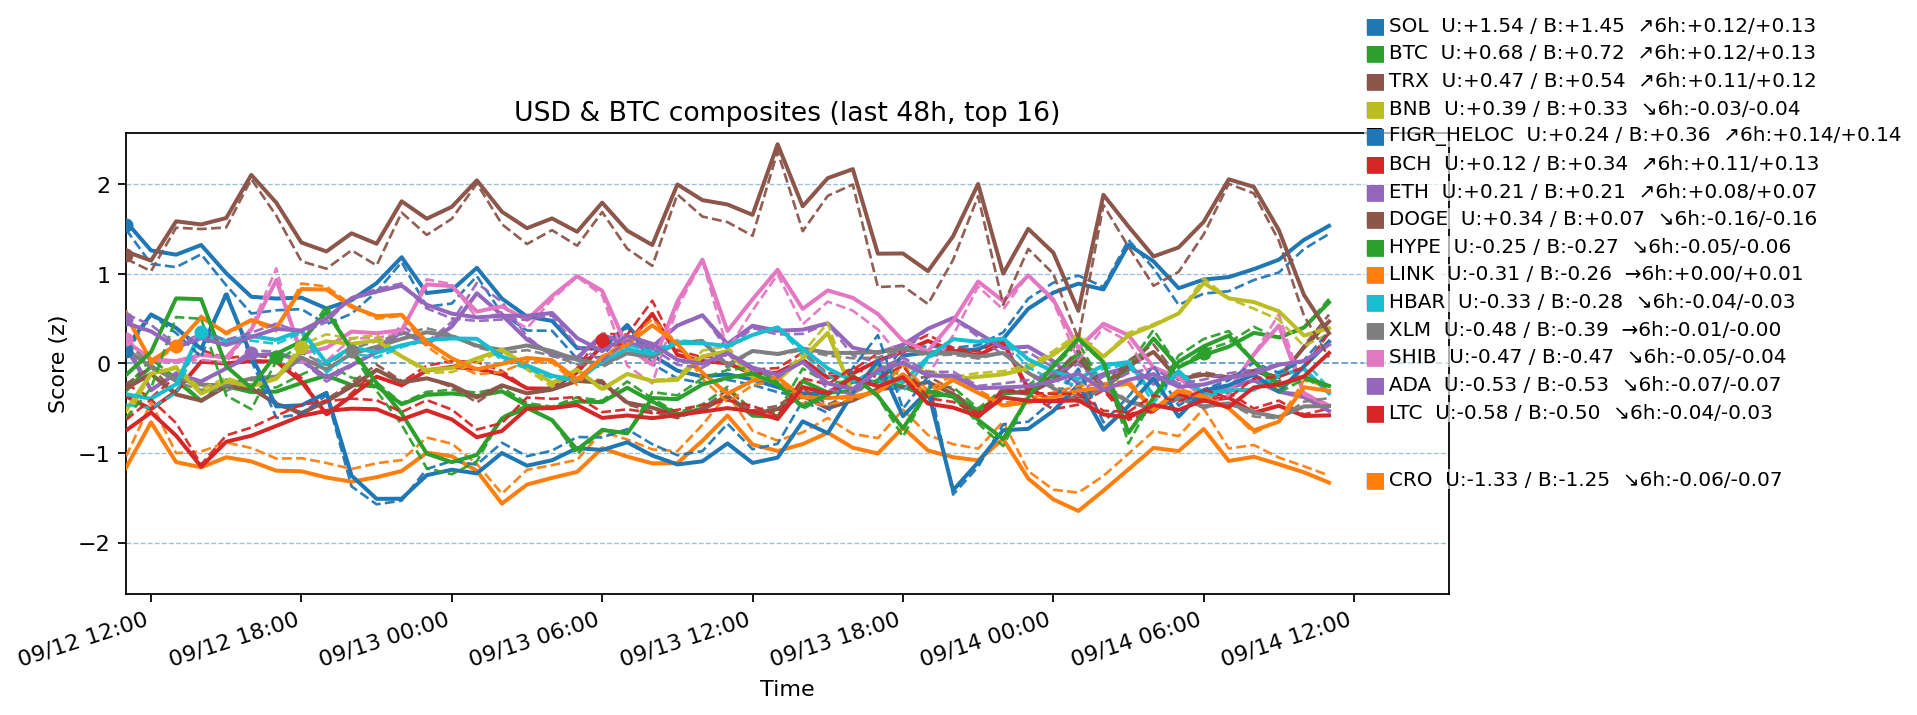 SOL U:+1.54 / B:+1.45 ↗6h:+0.12/+0.13
BTC U:+0.68 / B:+0.72 ↗6h:+0.12/+0.13
TRX U:+0.47 / B:+0.54 ↗6h:+0.11/+0.12
BNB U:+0.39 / B:+0.33 ↘6h:-0.03/-0.04
FIGR_HELOC U:+0.24 / B:+0.36 ↗6h:+0.14/+0.14
BCH U:+0.12 / B:+0.34 ↗6h:+0.11/+0.13
ETH U:+0.21 / B:+0.21 ↗6h:+0.08/+0.07
DOGE U:+0.34 / B:+0.07 ↘6h:-0.16/-0.16
HYPE U:-0.25 / B:-0.27 ↘6h:-0.05/-0.06
LINK U:-0.31 / B:-0.26 →6h:+0.00/+0.01
HBAR U:-0.33 / B:-0.28 ↘6h:-0.04/-0.03
XLM U:-0.48 / B:-0.39 →6h:-0.01/-0.00
SHIB U:-0.47 / B:-0.47 ↘6h:-0.05/-0.04
ADA U:-0.53 / B:-0.53 ↘6h:-0.07/-0.07
LTC U:-0.58 / B:-0.50 ↘6h:-0.04/-0.03
CRO U:-1.33 / B:-1.25 ↘6h:-0.06/-0.07
USD & BTC composites (last 48h, top 16)
Score (z)
2
1
0
−1
−2
09/12 12:00
09/12 18:00
09/13 00:00
09/13 06:00
09/13 12:00
09/13 18:00
09/14 00:00
09/14 06:00
09/14 12:00
Time